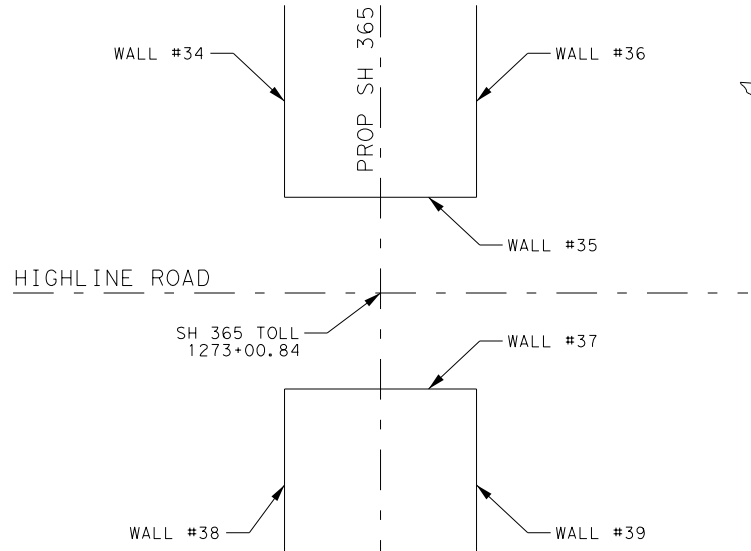 WALL #34
PROP SH 365
WALL #36
WALL #35
HIGHLINE ROAD
SH 365 TOLL
1273+00.84
WALL #37
WALL #38
WALL #39